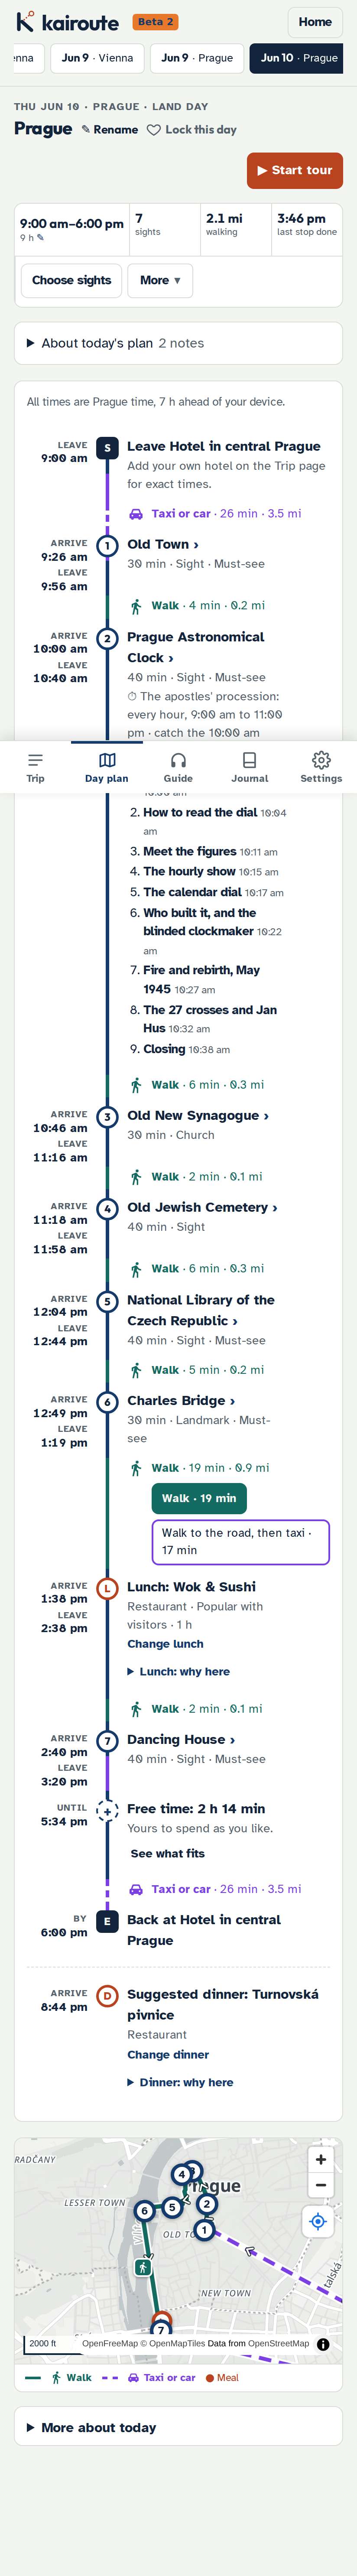 kairoute
Beta 2
Home
enna
Jun 9 · Vienna
Jun 9 · Prague
Jun 10 · Prague
THU JUN 10 · PRAGUE · LAND DAY
Prague ✎ Rename Lock this day
▶ Start tour
9:00 am–6:00 pm
9 h ✎
7
sights
2.1 mi
walking
3:46 pm
last stop done
Choose sights
More ▾
▶ About today's plan 2 notes
All times are Prague time, 7 h ahead of your device.
LEAVE
9:00 am
S
Leave Hotel in central Prague
Add your own hotel on the Trip page
for exact times.
Taxi or car · 26 min · 3.5 mi
ARRIVE
9:26 am
LEAVE
9:56 am
1
Old Town ›
30 min · Sight · Must-see
Walk · 4 min · 0.2 mi
ARRIVE
10:00 am
LEAVE
10:40 am
2
Prague Astronomical
Clock ›
40 min · Sight · Must-see
⏱ The apostles' procession:
every hour, 9:00 am to 11:00
pm · catch the 10:00 am
Trip
Day plan
Guide
Journal
Settings
10:00 am
2. How to read the dial 10:04
am
3. Meet the figures 10:11 am
4. The hourly show 10:15 am
5. The calendar dial 10:17 am
6. Who built it, and the
blinded clockmaker 10:22
am
7. Fire and rebirth, May
1945 10:27 am
8. The 27 crosses and Jan
Hus 10:32 am
9. Closing 10:38 am
Walk · 6 min · 0.3 mi
ARRIVE
10:46 am
LEAVE
11:16 am
3
Old New Synagogue ›
30 min · Church
Walk · 2 min · 0.1 mi
ARRIVE
11:18 am
LEAVE
11:58 am
4
Old Jewish Cemetery ›
40 min · Sight
Walk · 6 min · 0.3 mi
ARRIVE
12:04 pm
LEAVE
12:44 pm
5
National Library of the
Czech Republic ›
40 min · Sight · Must-see
Walk · 5 min · 0.2 mi
ARRIVE
12:49 pm
LEAVE
1:19 pm
6
Charles Bridge ›
30 min · Landmark · Must-
see
Walk · 19 min · 0.9 mi
Walk · 19 min
Walk to the road, then taxi ·
17 min
ARRIVE
1:38 pm
LEAVE
2:38 pm
L
Lunch: Wok & Sushi
Restaurant · Popular with
visitors · 1 h
Change lunch
▶ Lunch: why here
Walk · 2 min · 0.1 mi
ARRIVE
2:40 pm
LEAVE
3:20 pm
7
Dancing House ›
40 min · Sight · Must-see
UNTIL
5:34 pm
+
Free time: 2 h 14 min
Yours to spend as you like.
See what fits
Taxi or car · 26 min · 3.5 mi
BY
6:00 pm
E
Back at Hotel in central
Prague
ARRIVE
8:44 pm
D
Suggested dinner: Turnovská
pivnice
Restaurant
Change dinner
▶ Dinner: why here
RADČANY
LESSER TOWN
ague
OLD TO
NEW TOWN
talská
4
3
2
6
5
1
7
+
−
2000 ft
OpenFreeMap © OpenMapTiles Data from OpenStreetMap
Walk
Taxi or car
Meal
▶ More about today